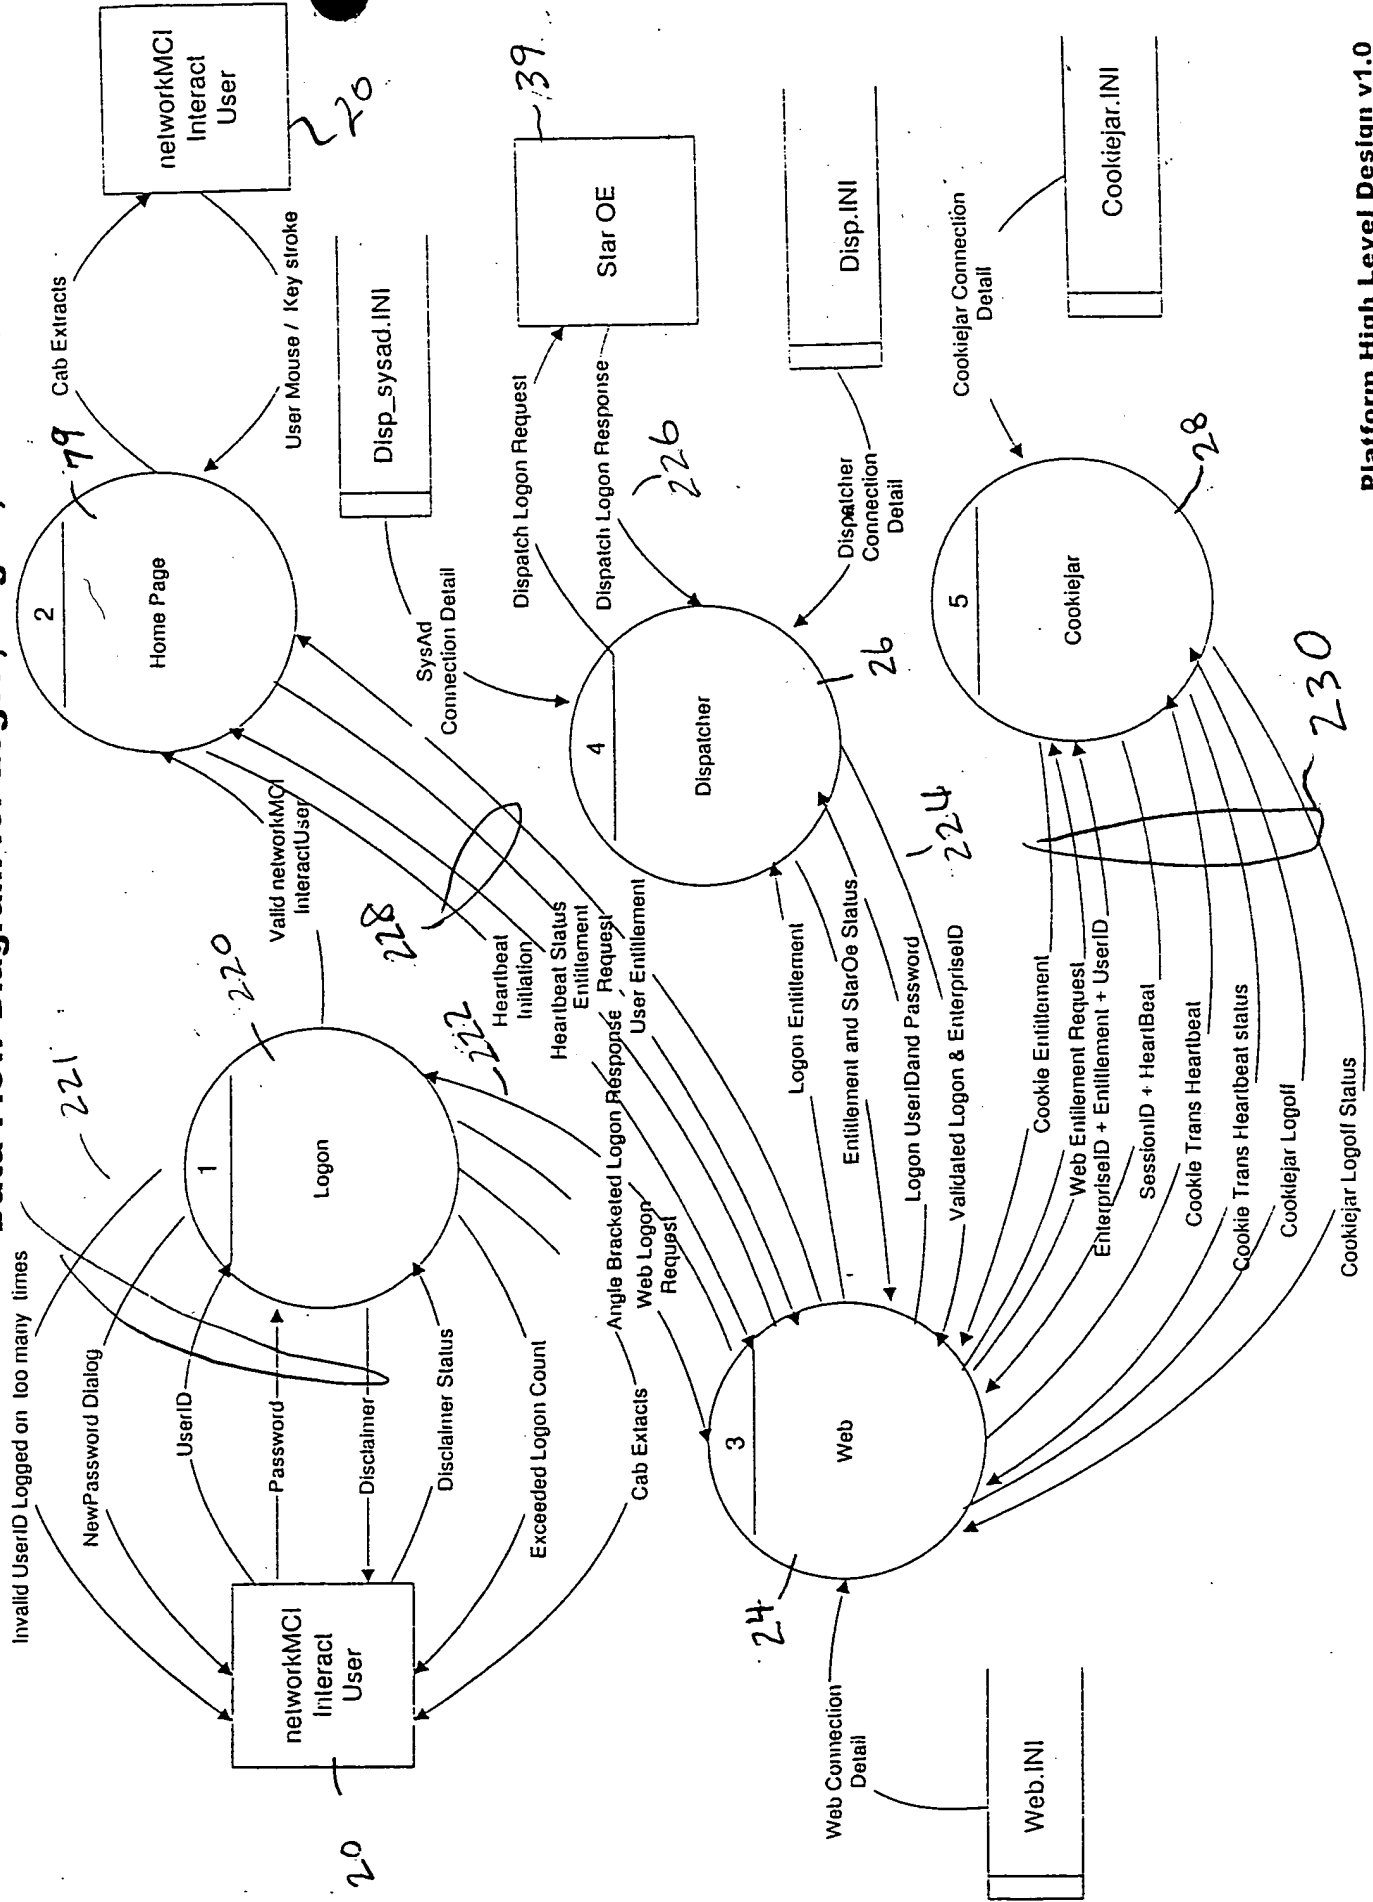 Invalid UserID Logged on too many times
NewPassword Dialog
UserID
Password
Disclaimer
Disclaimer Status
Exceeded Logon Count
Cab Extacts
networkMCI
Interact
User
20
221
1
Logon
220
222
Valid networkMCI
InteractUser
2
Home Page
79
Cab Extracts
User Mouse / Key stroke
networkMCI
Interact
User
20
228
Heartbeat
Initiation
Heartbeat Status
Entitlement
Request
User Entitlement
Angle Bracketed Logon Response
Web Logon
Request
SysAd
Connection Detail
Disp_sysad.INI
4
Dispatcher
26
Dispatch Logon Request
Dispatch Logon Response
226
Star OE
39
Dispatcher
Connection
Detail
Disp.INI
3
Web
24
Web Connection
Detail
Web.INI
Logon Entitlement
Entitlement and StarOe Status
Logon UserIDand Password
Validated Logon & EnterpriseID
224
Cookie Entitlement
Web Entilement Request
EnterpriseID + Entitlement + UserID
SessionID + HeartBeat
Cookie Trans Heartbeat
Cookie Trans Heartbeat status
Cookiejar Logoff
Cookiejar Logoff Status
230
5
Cookiejar
28
Cookiejar Connection
Detail
Cookiejar.INI
Platform High Level Design v1.0